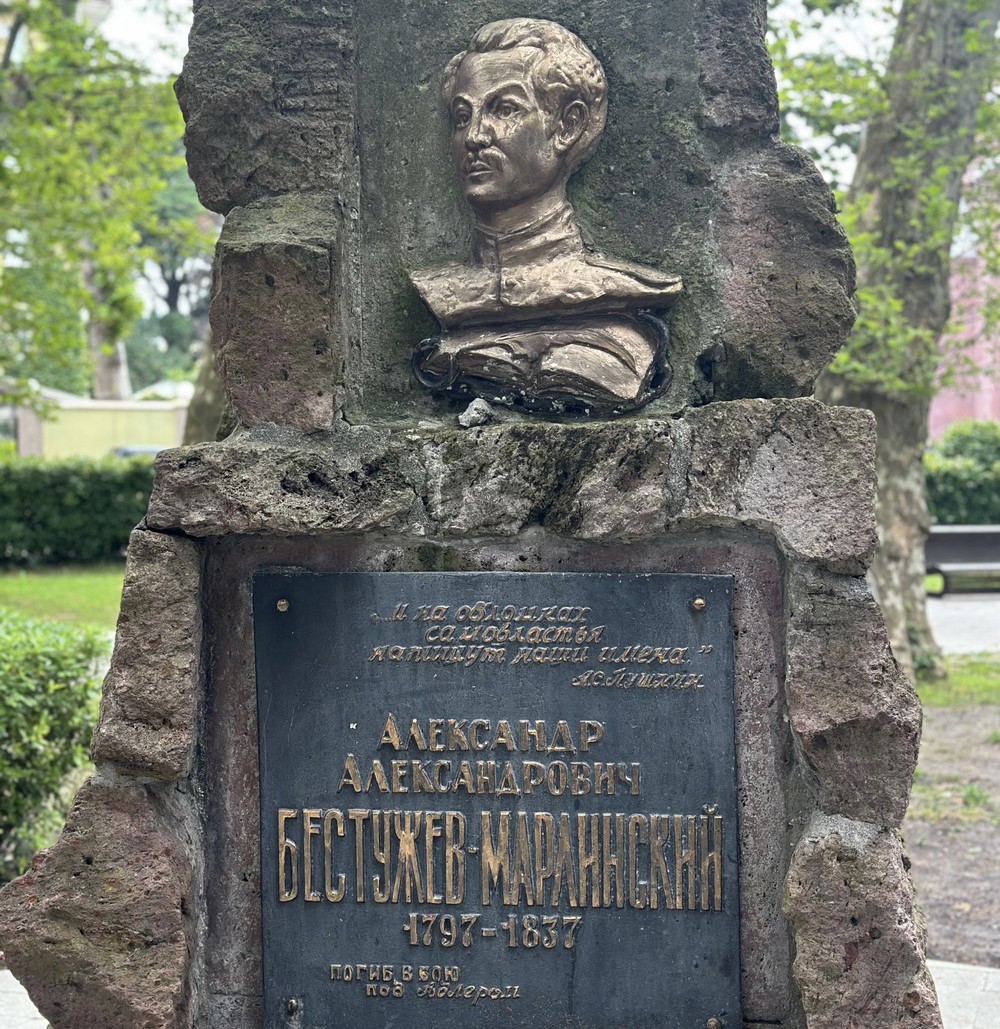 „...И на обломках
самовластья
напишут наши имена."
А.С.Пушкин
Александр
Александрович
Бестужев-Марлинский
1797-1837
погиб в бою
под Адлером